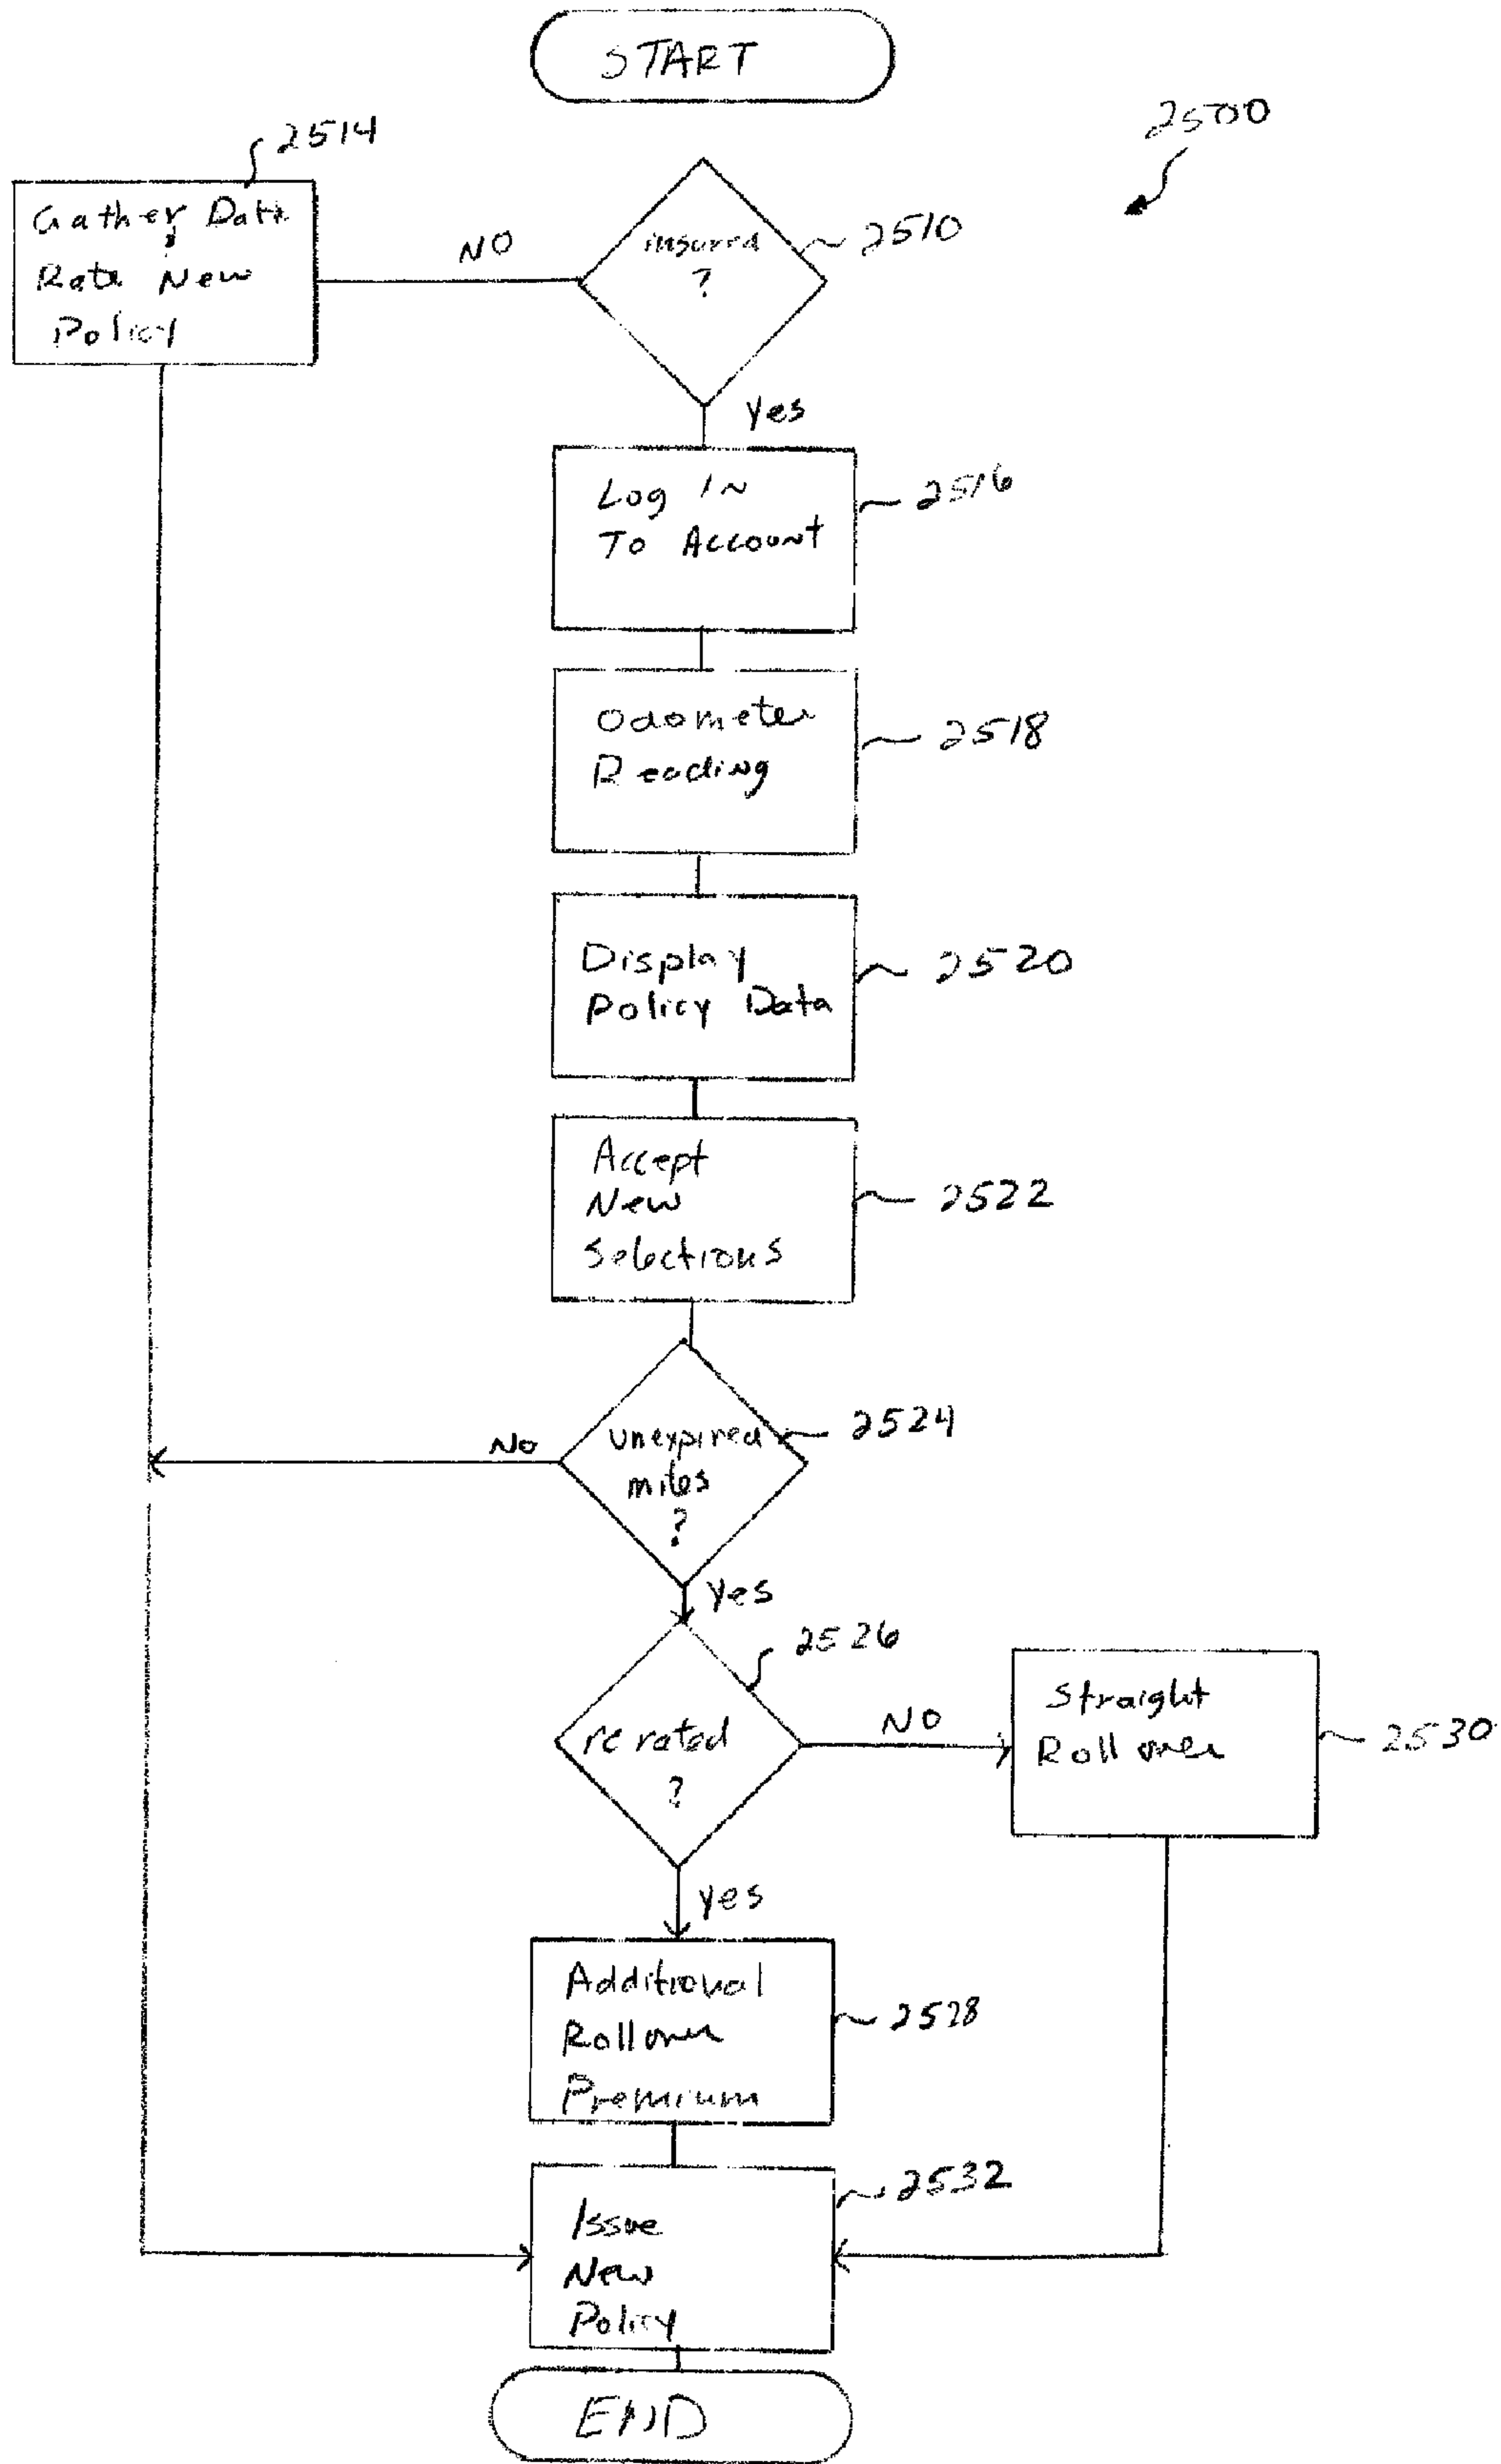 START
2500
2514
Gather Data
&
Rate New
Policy
NO
insured
?
2510
Yes
Log IN
To Account
2516
Odometer
Reading
2518
Display
Policy Data
2520
Accept
New
Selections
2522
unexpired
miles
?
2524
No
yes
2526
re rated
?
NO
Straight
Rollover
2530
yes
Additional
Rollover
Premium
2528
Issue
New
Policy
2532
END